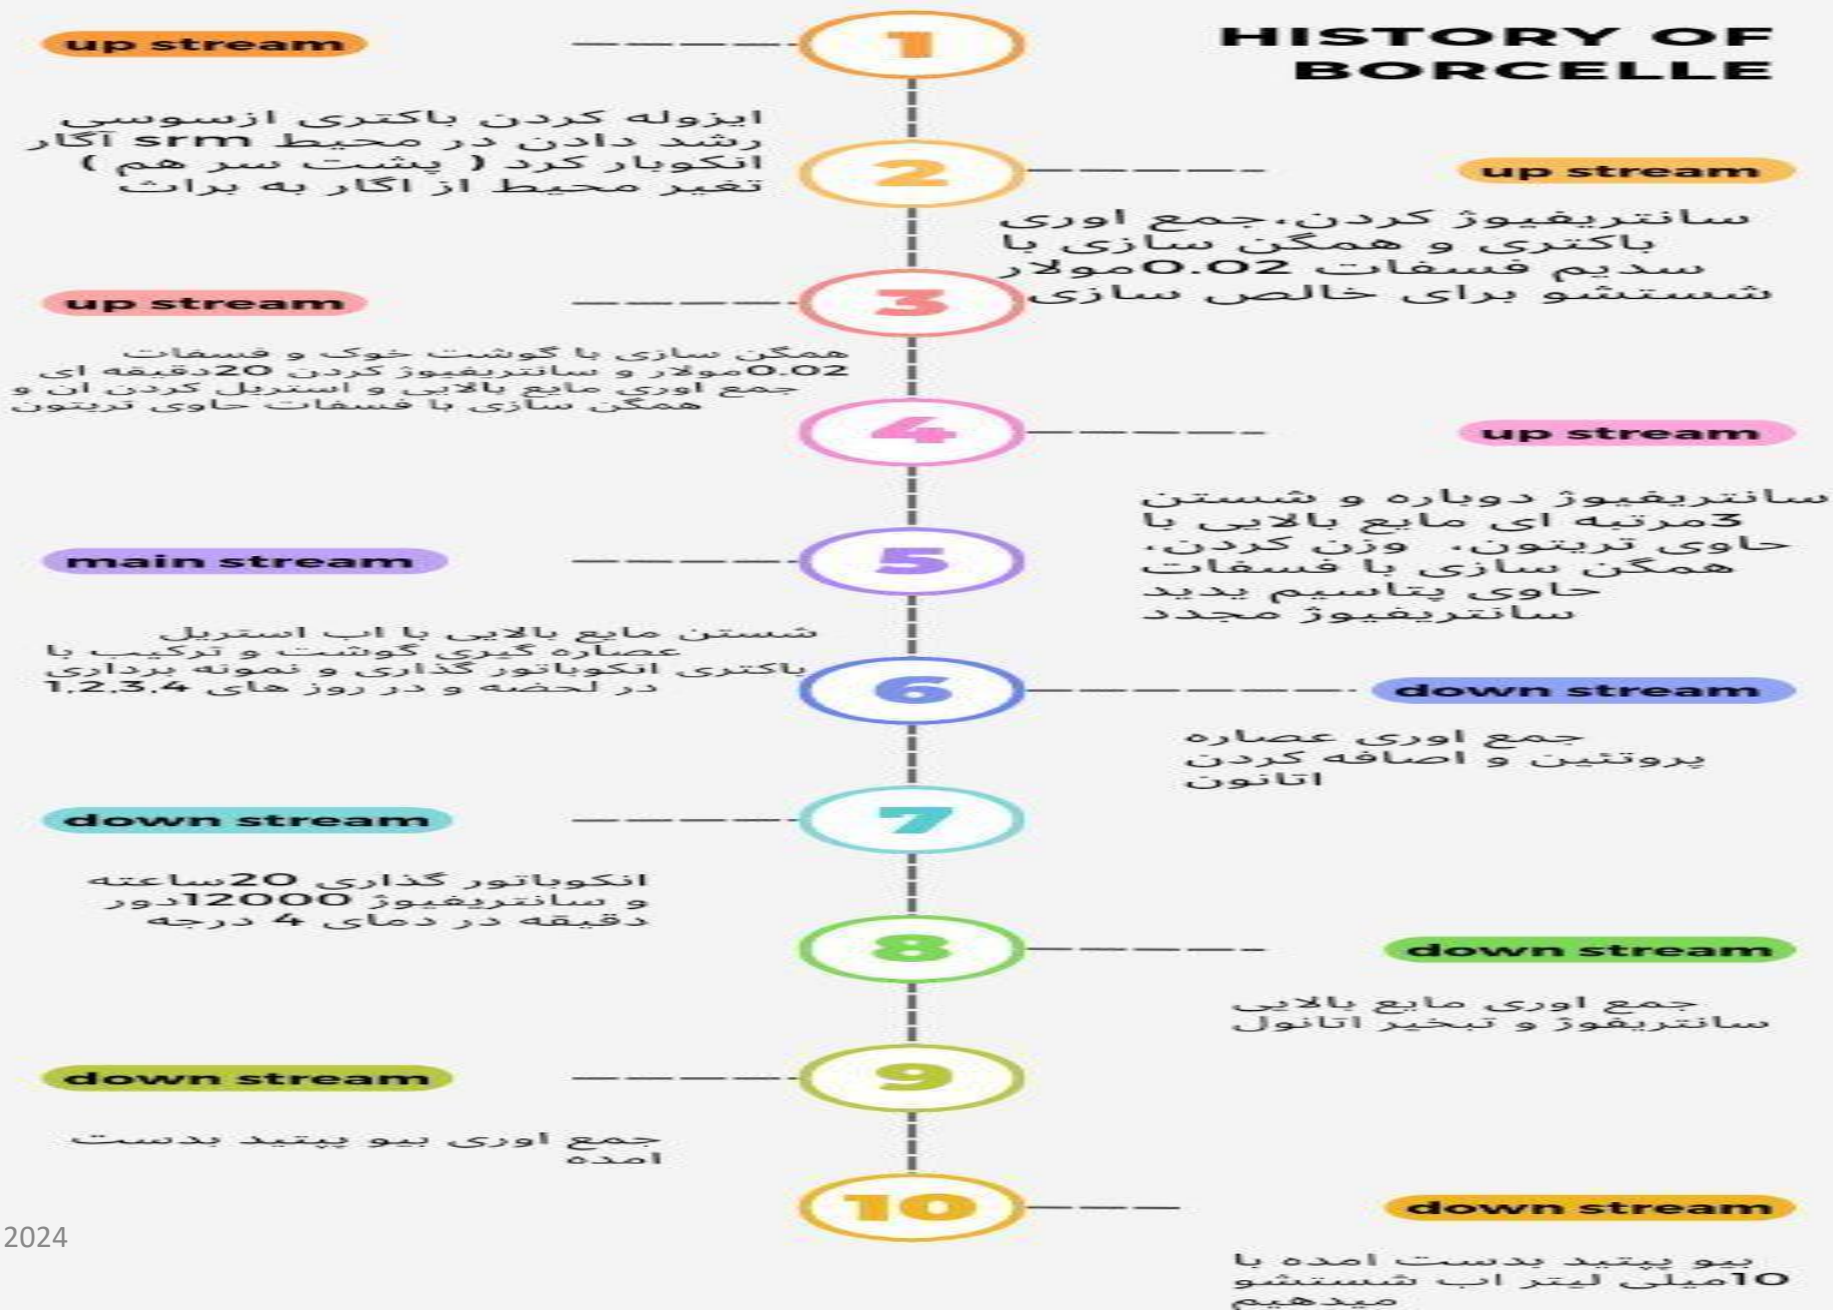 HISTORY OF
BORCELLE
1
up stream
ایزوله کردن باکتری ازسوسی
رشد دادن در محیط srm آگار
انکوبار کرد ( پشت سر هم )
تغیر محیط از اگار به براث
2
up stream
سانتریفیوژ کردن،جمع اوری
باکتری و همگن سازی با
سدیم فسفات 0.02مولار
شستشو برای خالص سازی
3
up stream
همگن سازی با گوشت خوک و فسفات
0.02مولار و سانتریفیوژ کردن 20دقیقه ای
جمع اوری مایع بالایی و استریل کردن ان و
همگن سازی با فسفات حاوی تریتون
4
up stream
سانتریفیوژ دوباره و شستن
3مرتبه ای مایع بالایی با
حاوی تریتون، وزن کردن،
همگن سازی با فسفات
حاوی پتاسیم یدید
سانتریفیوژ مجدد
5
main stream
شستن مایع بالایی با اب استریل
عصاره گیری گوشت و ترکیب با
باکتری انکوباتور گذاری و نمونه برداری
در لحضه و در روز های 1.2.3.4
6
down stream
جمع اوری عصاره
پروتئین و اصافه کردن
اتانون
7
down stream
انکوباتور گذاری 20ساعته
و سانتریفیوژ 12000دور
دقیقه در دمای 4 درجه
8
down stream
جمع اوری مایع بالایی
سانتریفوژ و تبخیر اتانول
9
down stream
جمع اوری بیو پپتید بدست
امده
10
down stream
بیو پپتید بدست امده با
10میلی لیتر اب شستشو
میدهیم
2024